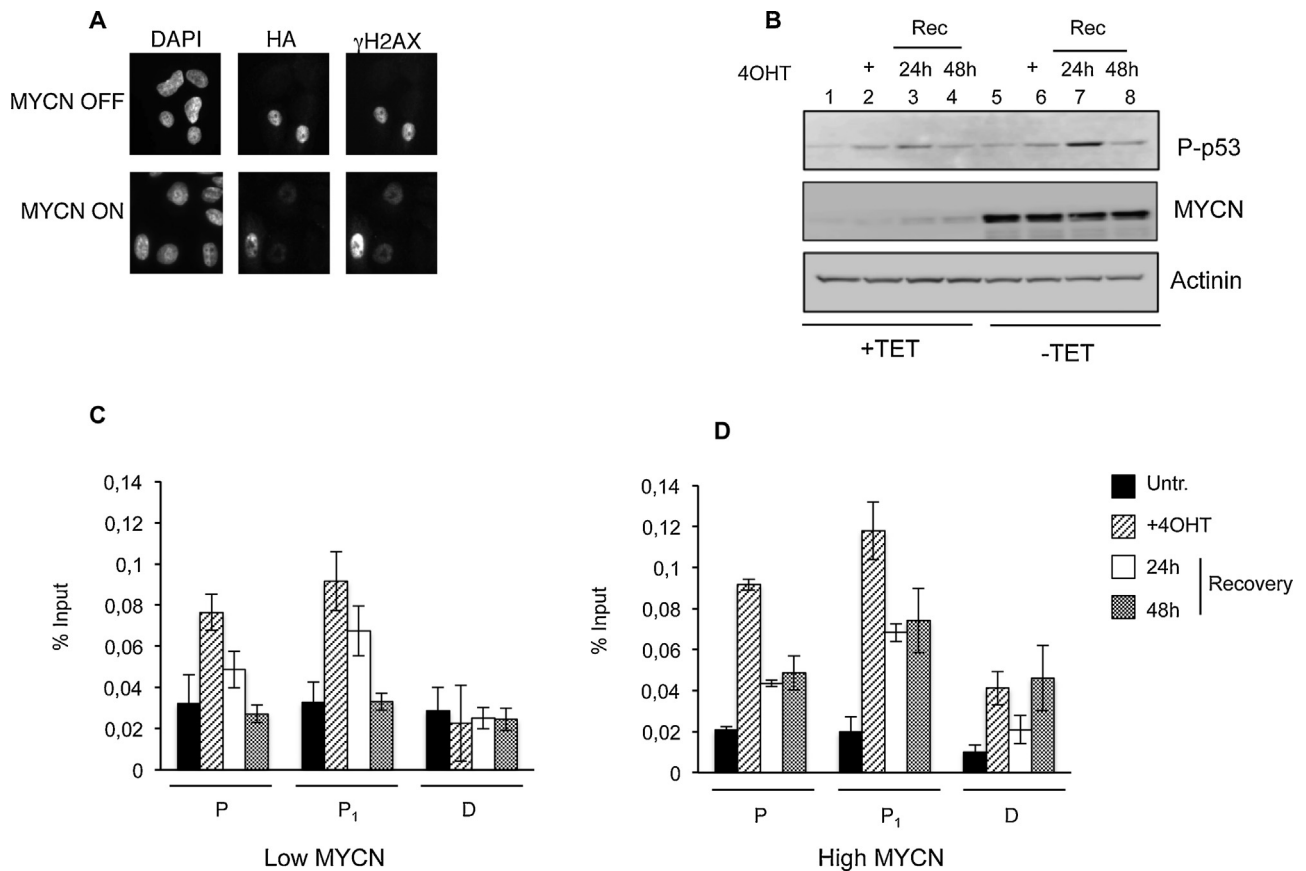 A
DAPI HA γH2AX
MYCN OFF
MYCN ON
B
Rec Rec
4OHT + 24h 48h + 24h 48h
1 2 3 4 5 6 7 8
P-p53
MYCN
Actinin
+TET -TET
C
0,14
0,12
0,1
0,08
0,06
0,04
0,02
0
% Input
P P1 D
Low MYCN
D
0,14
0,12
0,1
0,08
0,06
0,04
0,02
0
% Input
P P1 D
High MYCN
Untr.
+4OHT
24h
48h
Recovery